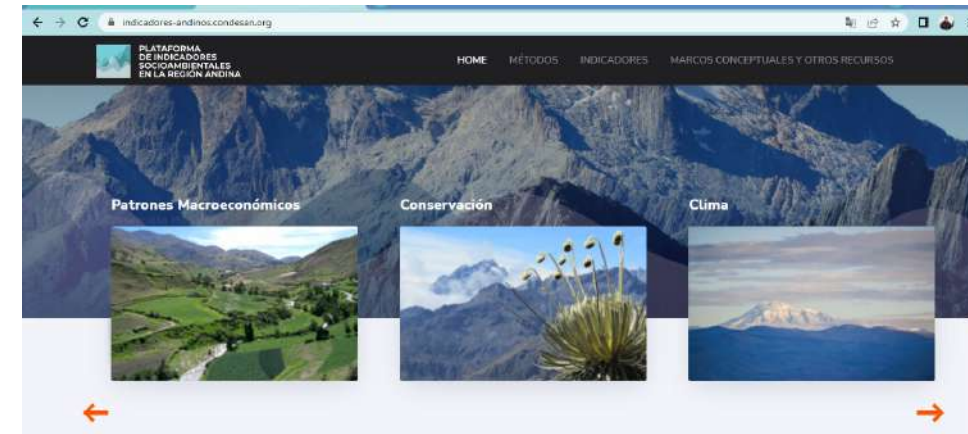 indicadores-andinos.condesan.org
PLATAFORMA
DE INDICADORES
SOCIOAMBIENTALES
EN LA REGIÓN ANDINA
HOME MÉTODOS INDICADORES MARCOS CONCEPTUALES Y OTROS RECURSOS
Patrones Macroeconómicos Conservación Clima